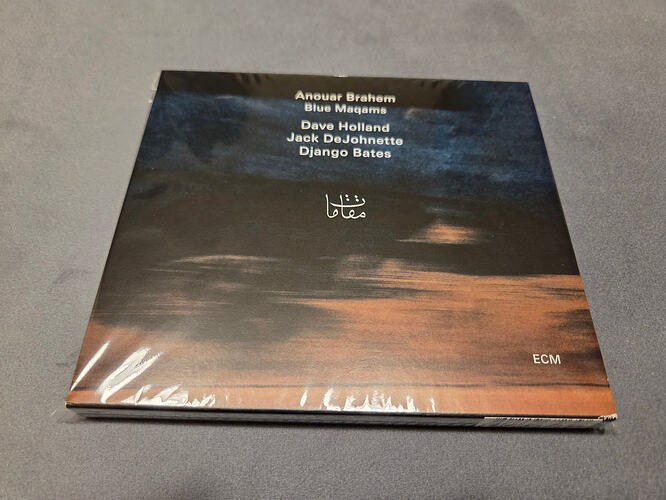 Anouar Brahem
Blue Maqams
Dave Holland
Jack DeJohnette
Django Bates
مقامات
ECM